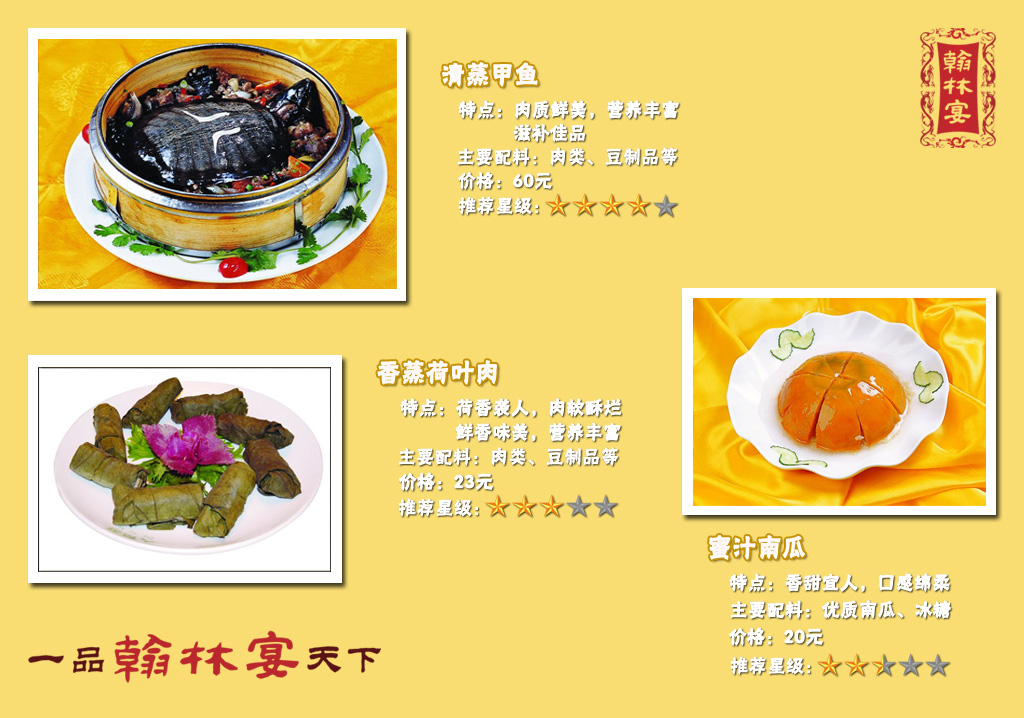 清蒸甲鱼
特点：肉质鲜美，营养丰富
滋补佳品
主要配料：肉类、豆制品等
价格：60元
推荐星级：
翰林宴
香蒸荷叶肉
特点：荷香袭人，肉软酥烂
鲜香味美，营养丰富
主要配料：肉类、豆制品等
价格：23元
推荐星级：
蜜汁南瓜
特点：香甜宜人，口感绵柔
主要配料：优质南瓜、冰糖
价格：20元
推荐星级：
一品翰林宴天下